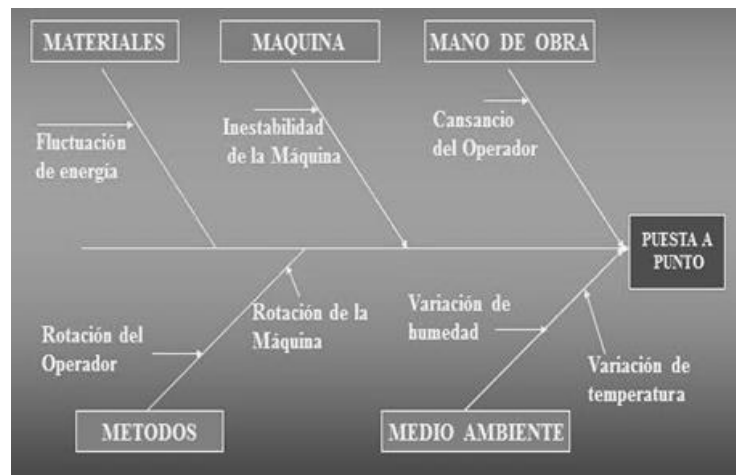 MATERIALES
MAQUINA
MANO DE OBRA
Fluctuación
de energía
Inestabilidad
de la Máquina
Cansancio
del Operador
PUESTA A
PUNTO
Rotación del
Operador
Rotación de la
Máquina
Variación de
humedad
Variación de
temperatura
METODOS
MEDIO AMBIENTE